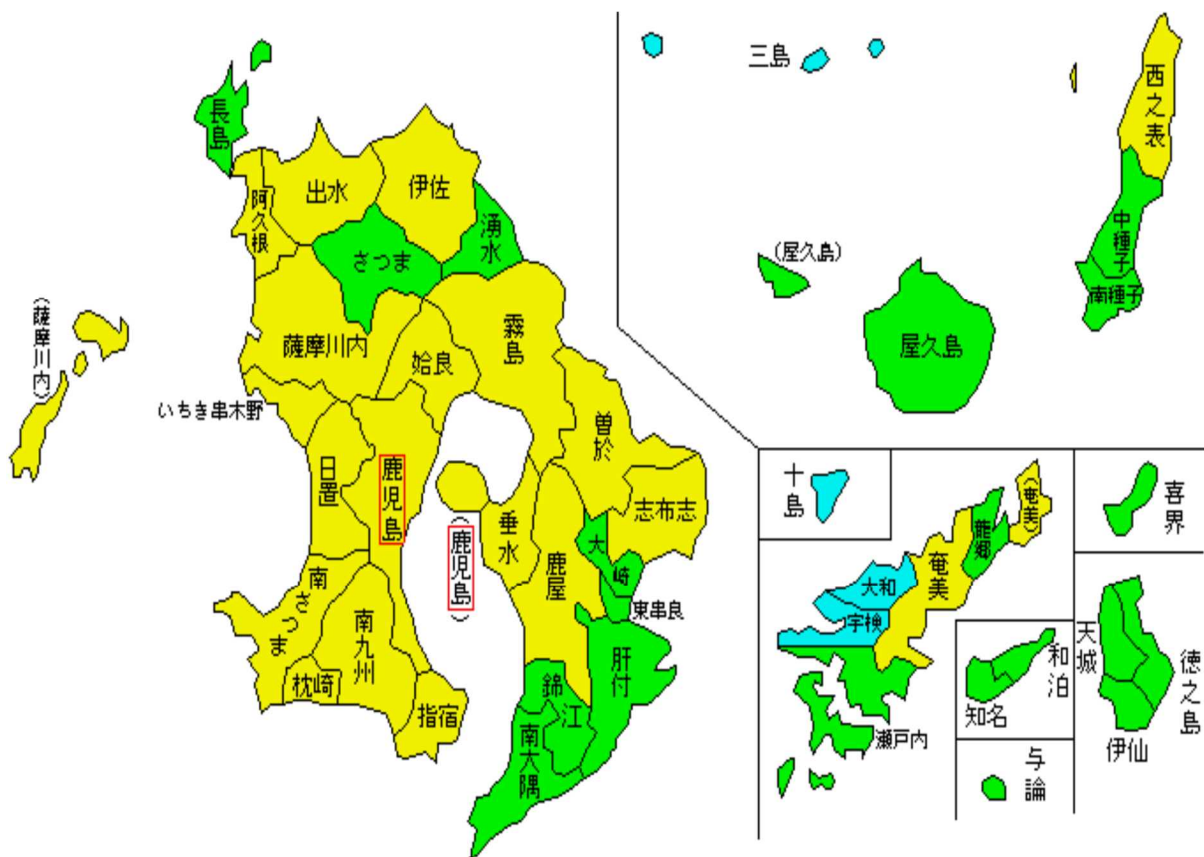 三島
西之表
長島
出水
伊佐
阿久根
湧水
中種子
さつま
(屋久島)
南種子
霧島
(薩摩川内)
薩摩川内
姶良
屋久島
いちき串木野
曽於
日置
鹿児島
志布志
十島
(奄美)
喜界
垂水
大崎
龍郷
(鹿児島)
鹿屋
奄美
大和
南さつま
東串良
宇検
南九州
肝付
天城
和泊
徳之島
枕崎
錦江
指宿
知名
瀬戸内
伊仙
南大隅
与論